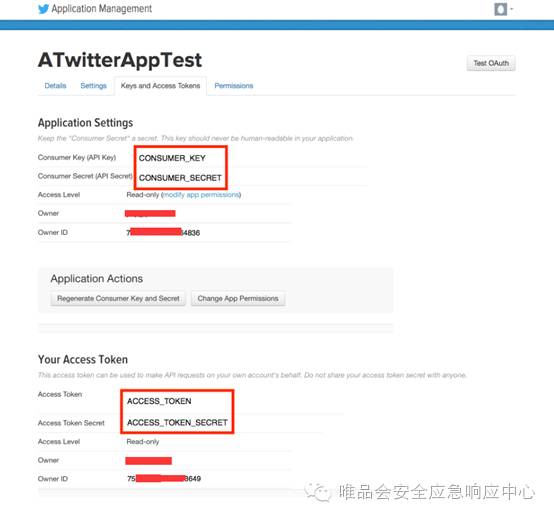 Application Management
ATwitterAppTest
Test OAuth
Details Settings Keys and Access Tokens Permissions
Application Settings
Keep the "Consumer Secret" a secret. This key should never be human-readable in your application.
Consumer Key (API Key) CONSUMER_KEY
Consumer Secret (API Secret) CONSUMER_SECRET
Access Level Read-only (modify app permissions)
Owner
Owner ID 7 4836
Application Actions
Regenerate Consumer Key and Secret Change App Permissions
Your Access Token
This access token can be used to make API requests on your own account's behalf. Do not share your access token secret with anyone.
Access Token ACCESS_TOKEN
Access Token Secret ACCESS_TOKEN_SECRET
Access Level Read-only
Owner
Owner ID 75 3649
唯品会安全应急响应中心